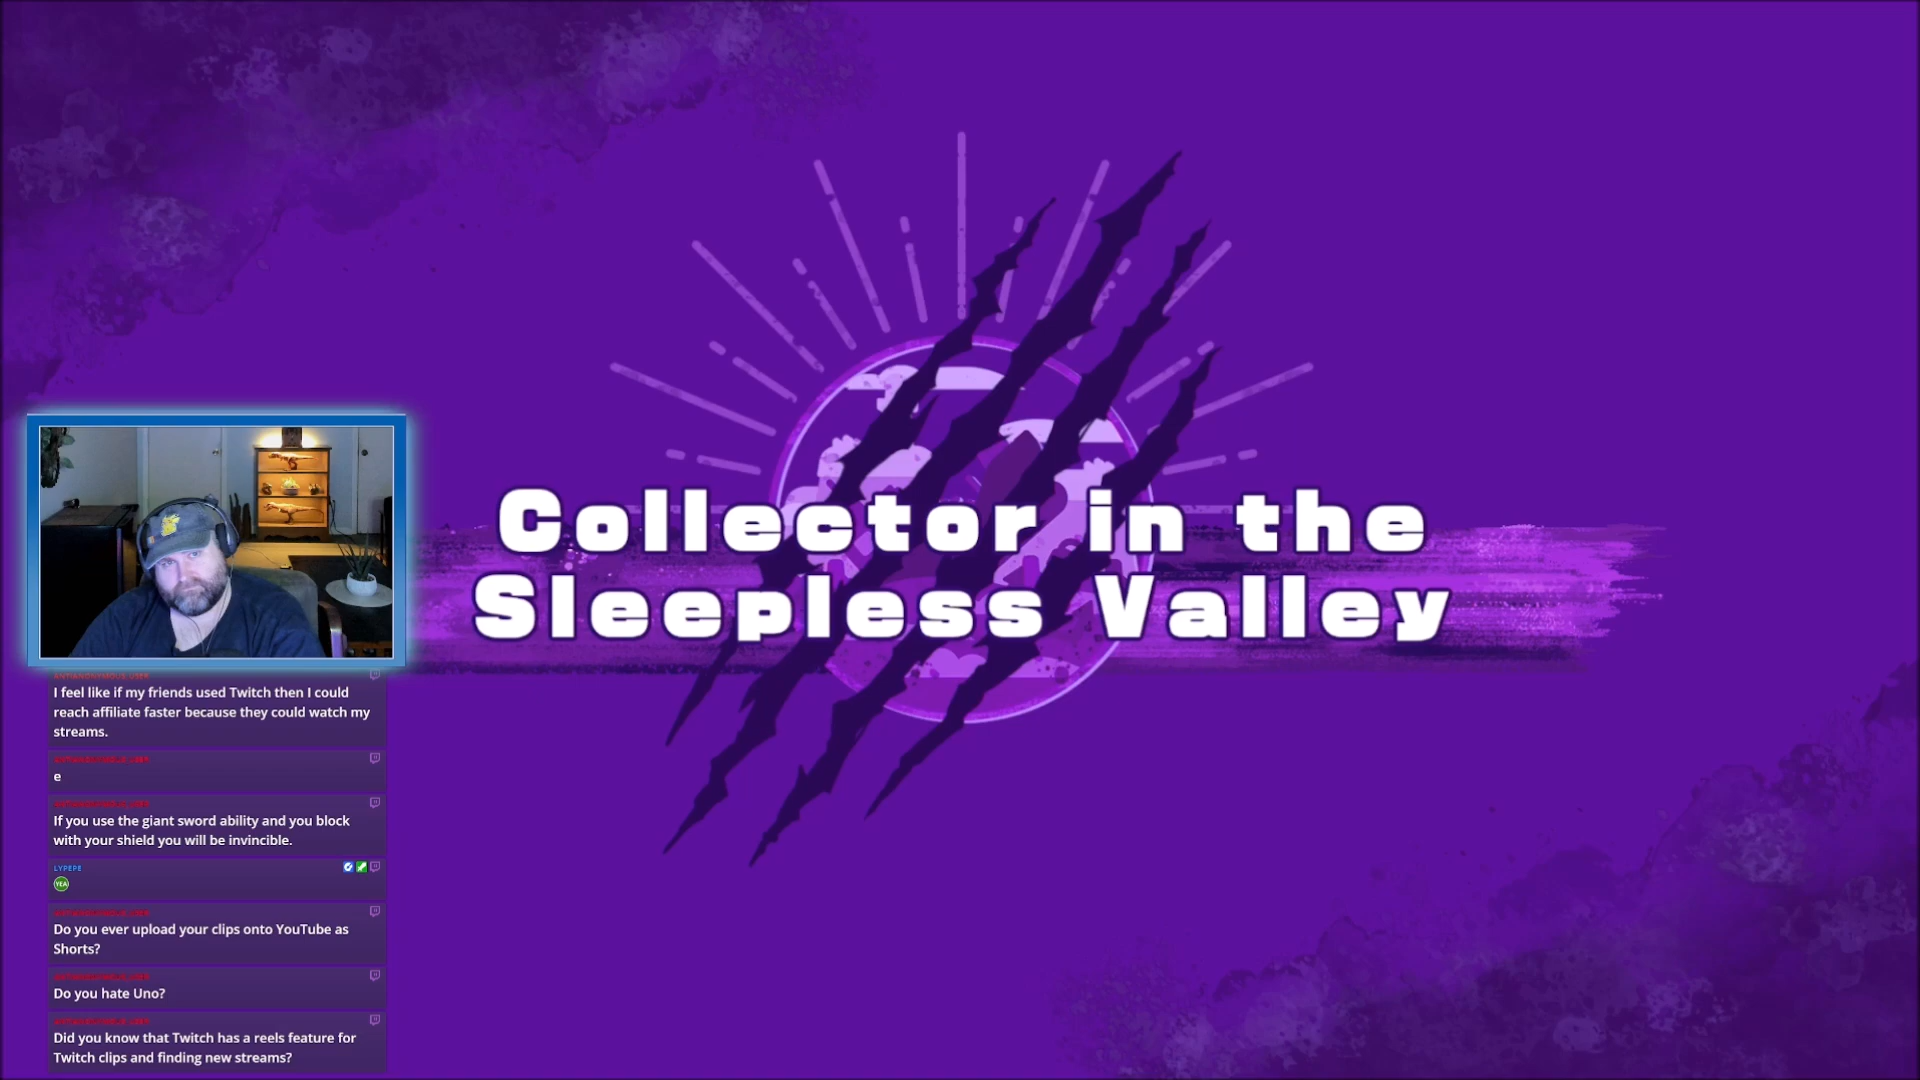 Collector in the
Sleepless Valley
I feel like if my friends used Twitch then I could
reach affiliate faster because they could watch my
streams.
e
If you use the giant sword ability and you block
with your shield you will be invincible.
LYPEPE
YEA
Do you ever upload your clips onto YouTube as
Shorts?
Do you hate Uno?
Did you know that Twitch has a reels feature for
Twitch clips and finding new streams?